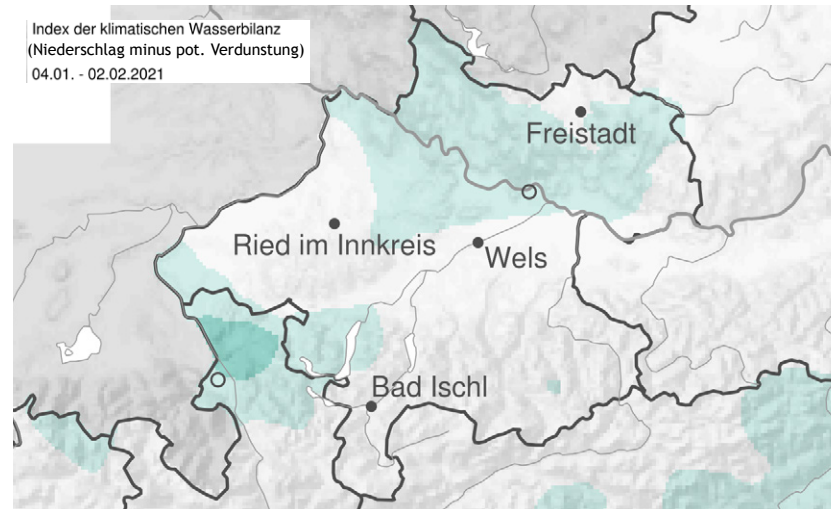 Index der klimatischen Wasserbilanz
(Niederschlag minus pot. Verdunstung)
04.01. - 02.02.2021
Freistadt
Ried im Innkreis
Wels
Bad Ischl